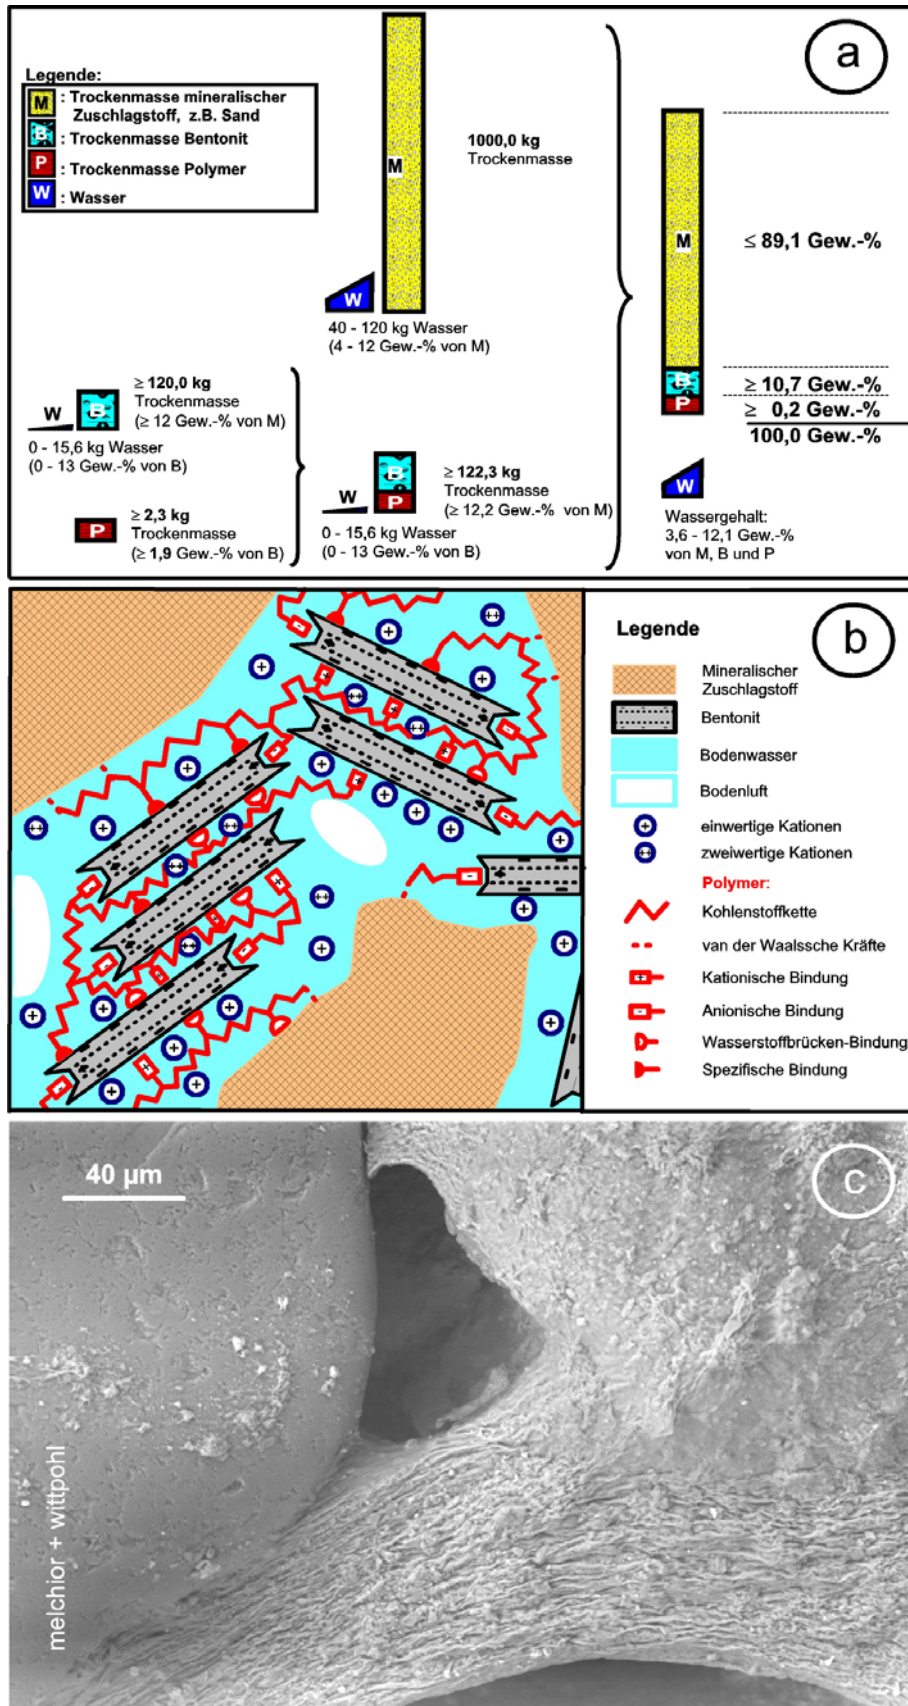 a
Legende:
M : Trockenmasse mineralischer
Zuschlagstoff, z.B. Sand
B : Trockenmasse Bentonit
P : Trockenmasse Polymer
W : Wasser
M
1000,0 kg
Trockenmasse
W
40 - 120 kg Wasser
(4 - 12 Gew.-% von M)
≥ 120,0 kg
Trockenmasse
(≥ 12 Gew.-% von M)
W
B
0 - 15,6 kg Wasser
(0 - 13 Gew.-% von B)
P
≥ 2,3 kg
Trockenmasse
(≥ 1,9 Gew.-% von B)
B
P
W
≥ 122,3 kg
Trockenmasse
(≥ 12,2 Gew.-% von M)
0 - 15,6 kg Wasser
(0 - 13 Gew.-% von B)
M
≤ 89,1 Gew.-%
B
≥ 10,7 Gew.-%
P
≥ 0,2 Gew.-%
100,0 Gew.-%
W
Wassergehalt:
3,6 - 12,1 Gew.-%
von M, B und P
b
Legende
Mineralischer
Zuschlagstoff
Bentonit
Bodenwasser
Bodenluft
einwertige Kationen
zweiwertige Kationen
Polymer:
Kohlenstoffkette
van der Waalssche Kräfte
Kationische Bindung
Anionische Bindung
Wasserstoffbrücken-Bindung
Spezifische Bindung
c
40 µm
melchior + wittpohl